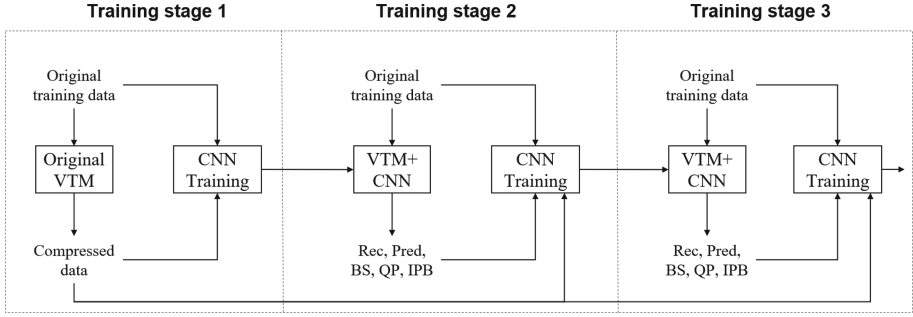 Training stage 1
Training stage 2
Training stage 3
Original
training data
Original
VTM
CNN
Training
Compressed
data
Original
training data
VTM+
CNN
CNN
Training
Rec, Pred,
BS, QP, IPB
Original
training data
VTM+
CNN
CNN
Training
Rec, Pred,
BS, QP, IPB